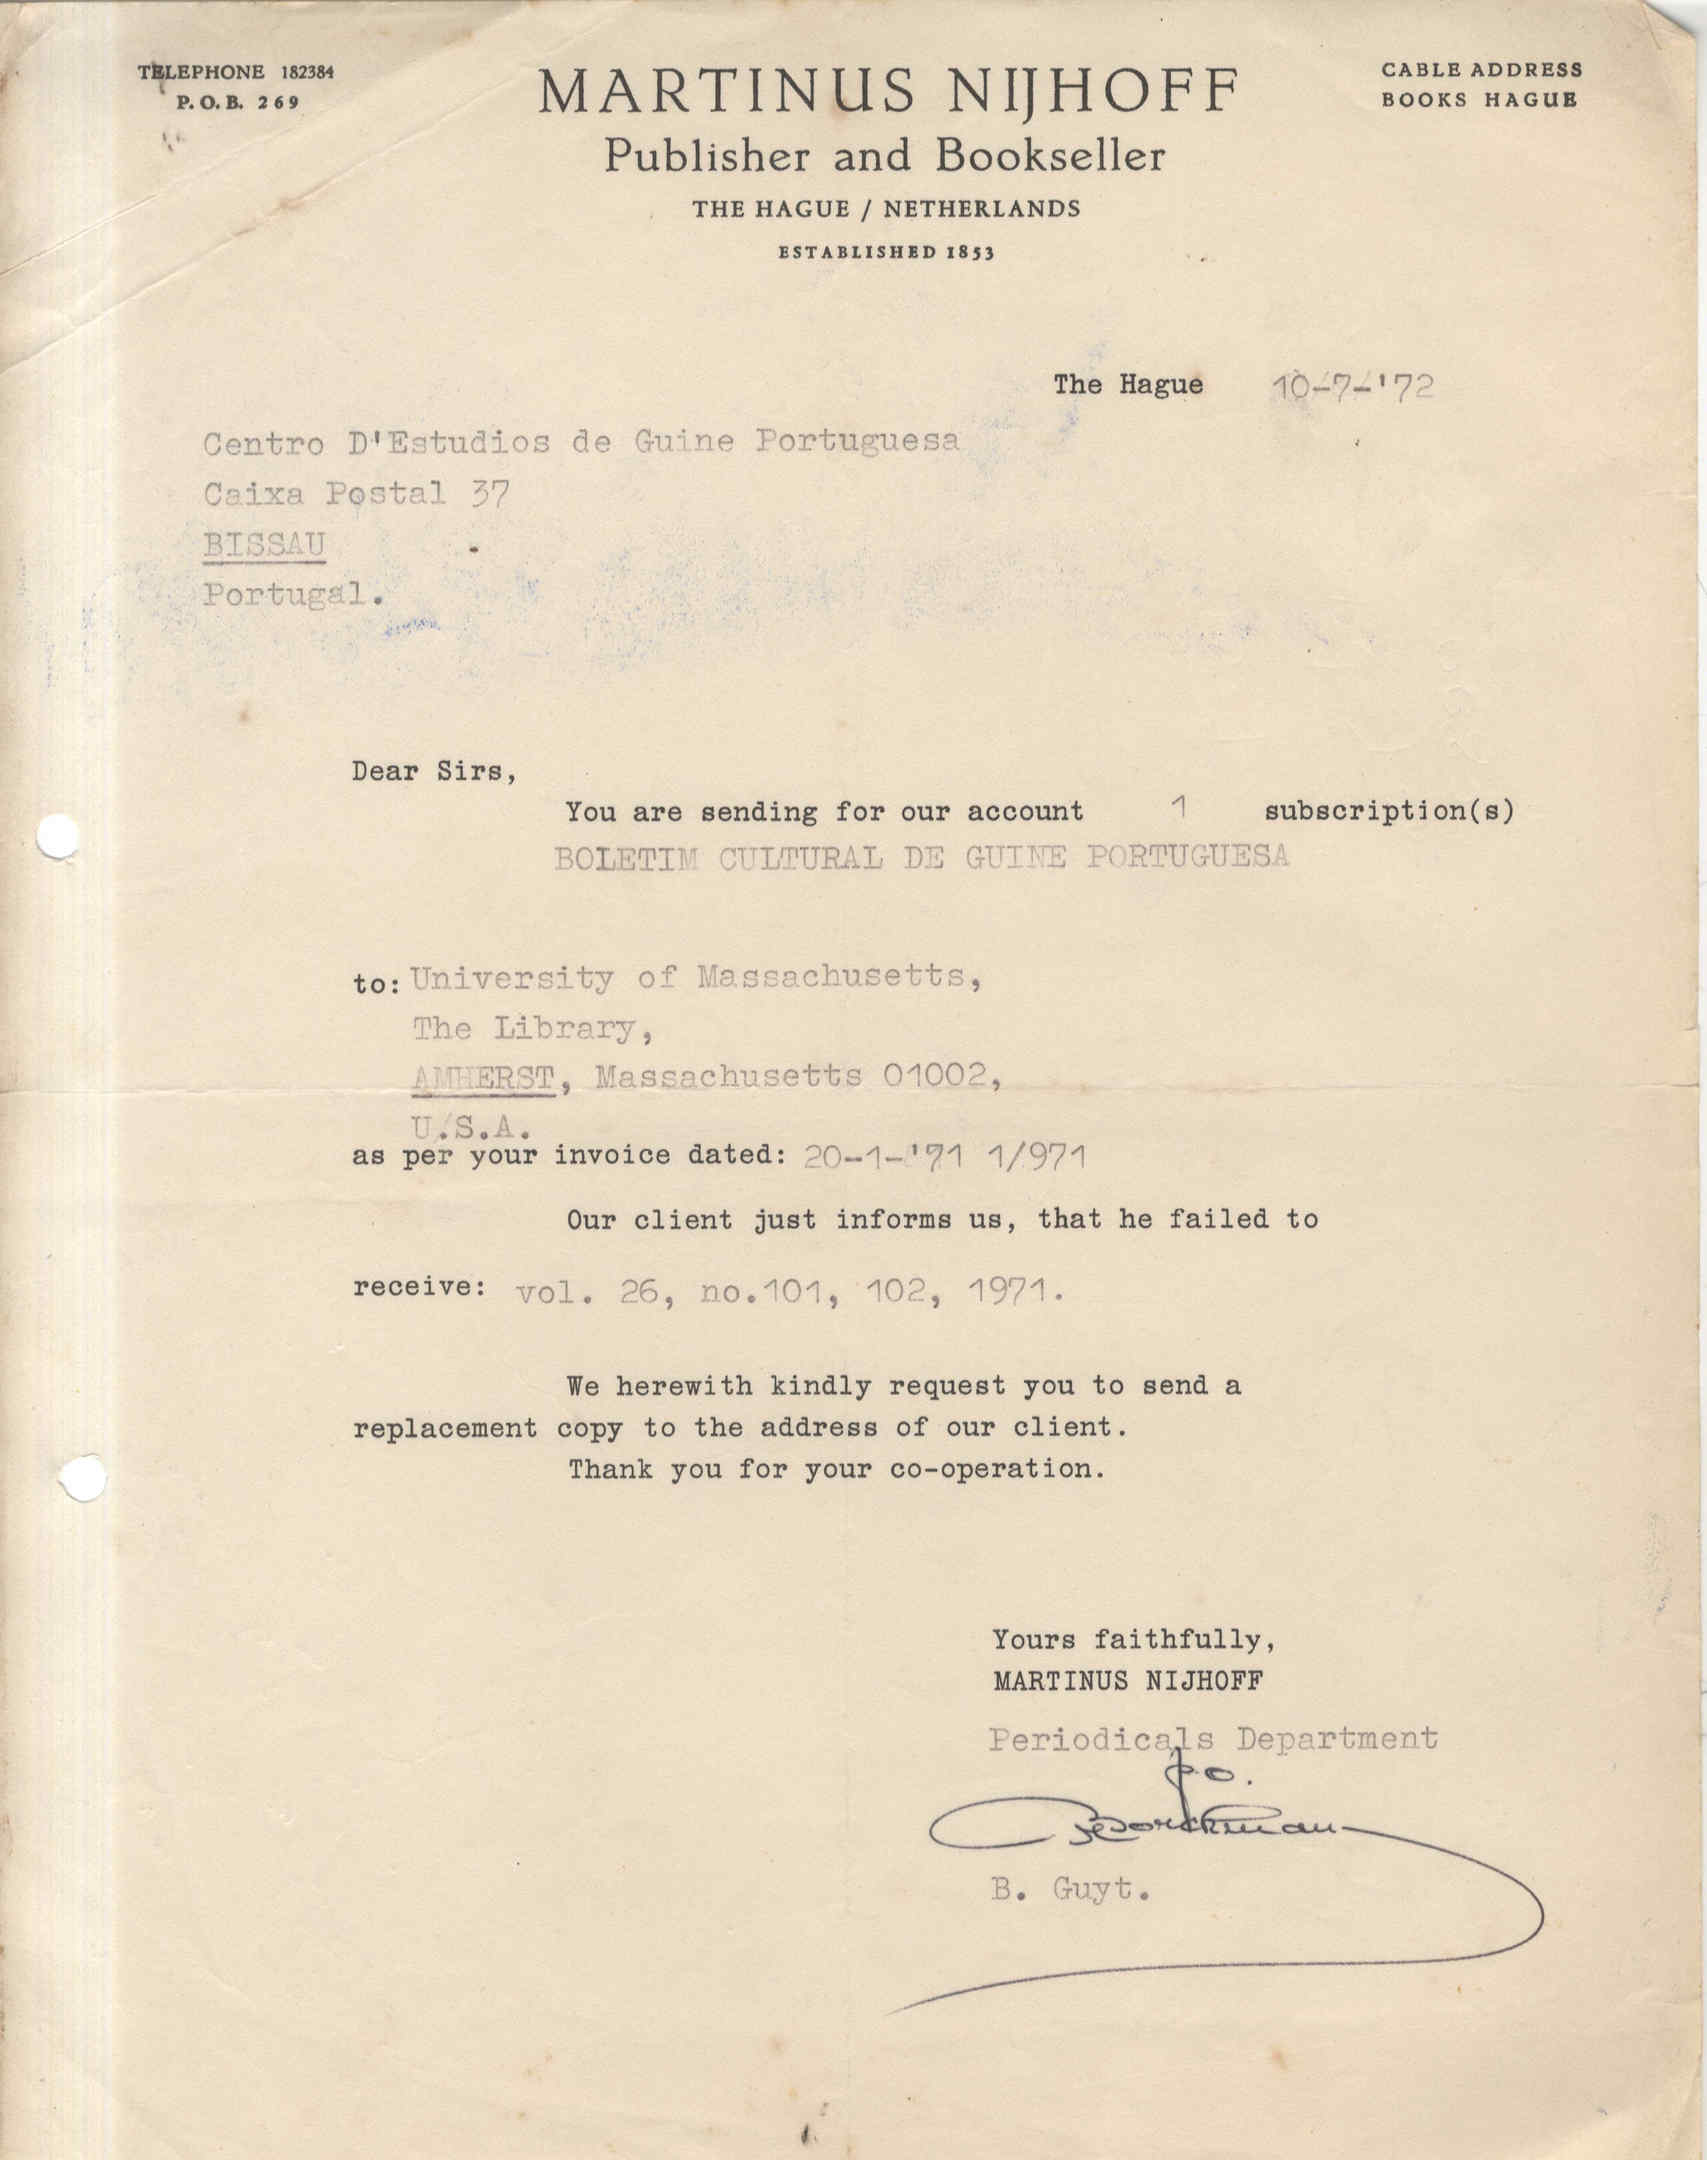 TELEPHONE 182384
P.O.B. 269
MARTINUS NIJHOFF
Publisher and Bookseller
THE HAGUE / NETHERLANDS
ESTABLISHED 1853
CABLE ADDRESS
BOOKS HAGUE
The Hague 10-7-'72
Centro D'Estudios de Guine Portuguesa
Caixa Postal 37
BISSAU
Portugal.
Dear Sirs,
You are sending for our account 1 subscription(s)
BOLETIM CULTURAL DE GUINE PORTUGUESA
to: University of Massachusetts,
The Library,
AMHERST, Massachusetts 01002,
U.S.A.
as per your invoice dated: 20-1-'71 1/971
Our client just informs us, that he failed to
receive: vol. 26, no.101, 102, 1971.
We herewith kindly request you to send a
replacement copy to the address of our client.
Thank you for your co-operation.
Yours faithfully,
MARTINUS NIJHOFF
Periodicals Department
p.o.
B. Guyt.